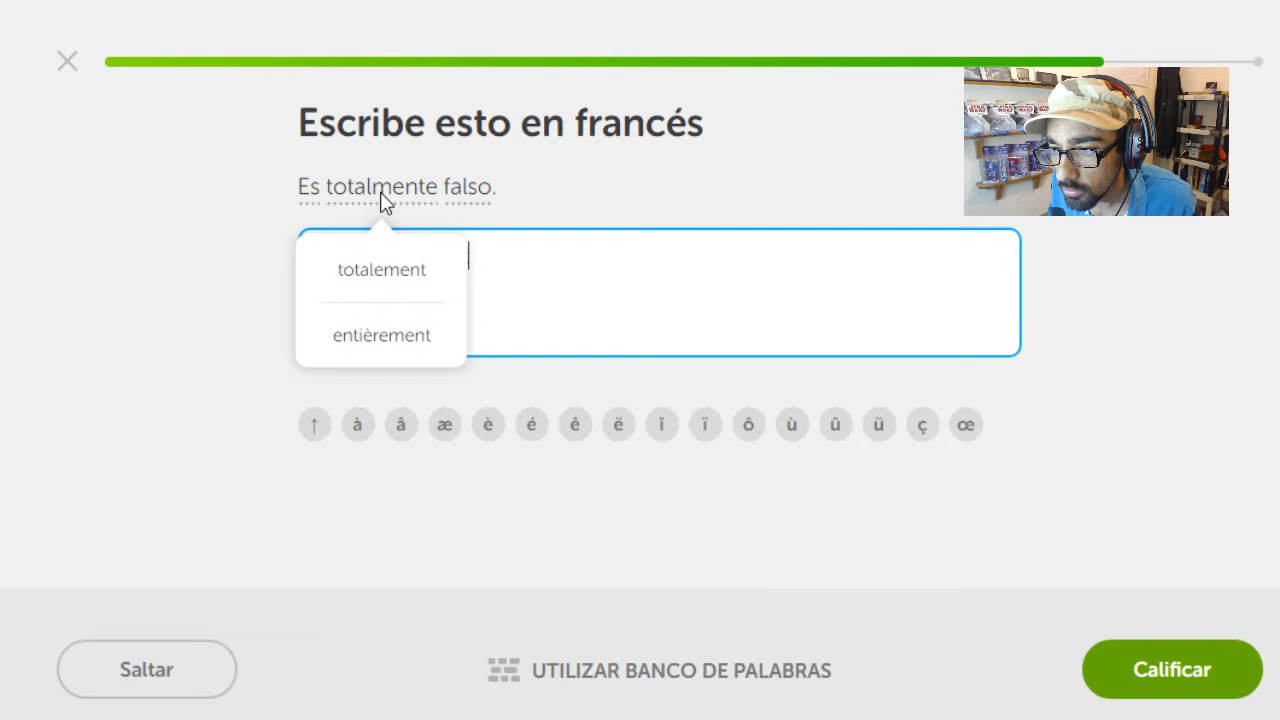 Escribe esto en francés
Es totalmente falso.
totalement
entièrement
↑ à â æ è é ê ë î ï ô ù û ü ç œ
Saltar
UTILIZAR BANCO DE PALABRAS
Calificar